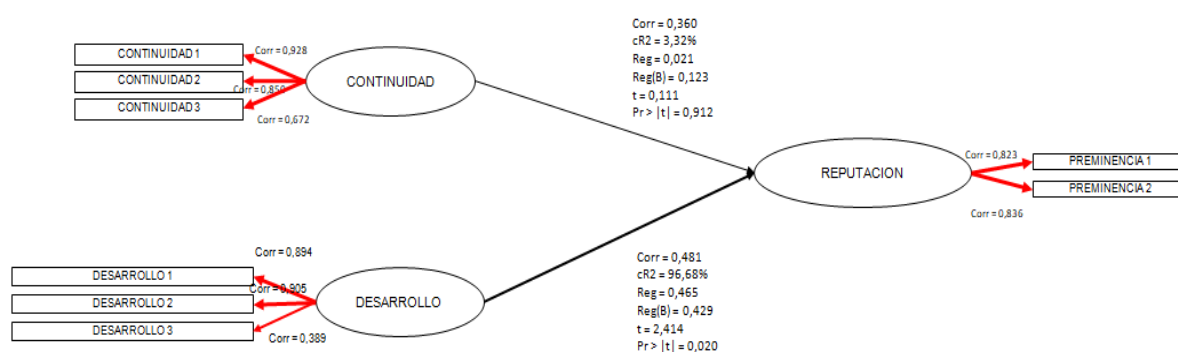 Corr = 0,360
cR2 = 3,32%
Reg = 0,021
Reg(B) = 0,123
t = 0,111
Pr > |t| = 0,912
CONTINUIDAD 1
Corr = 0,928
CONTINUIDAD 2
Corr = 0,850
CONTINUIDAD 3
Corr = 0,672
CONTINUIDAD
REPUTACION
Corr = 0,823
PREMINENCIA 1
PREMINENCIA 2
Corr = 0,836
Corr = 0,894
DESARROLLO 1
Corr = 0,905
DESARROLLO 2
DESARROLLO 3
Corr = 0,389
DESARROLLO
Corr = 0,481
cR2 = 96,68%
Reg = 0,465
Reg(B) = 0,429
t = 2,414
Pr > |t| = 0,020